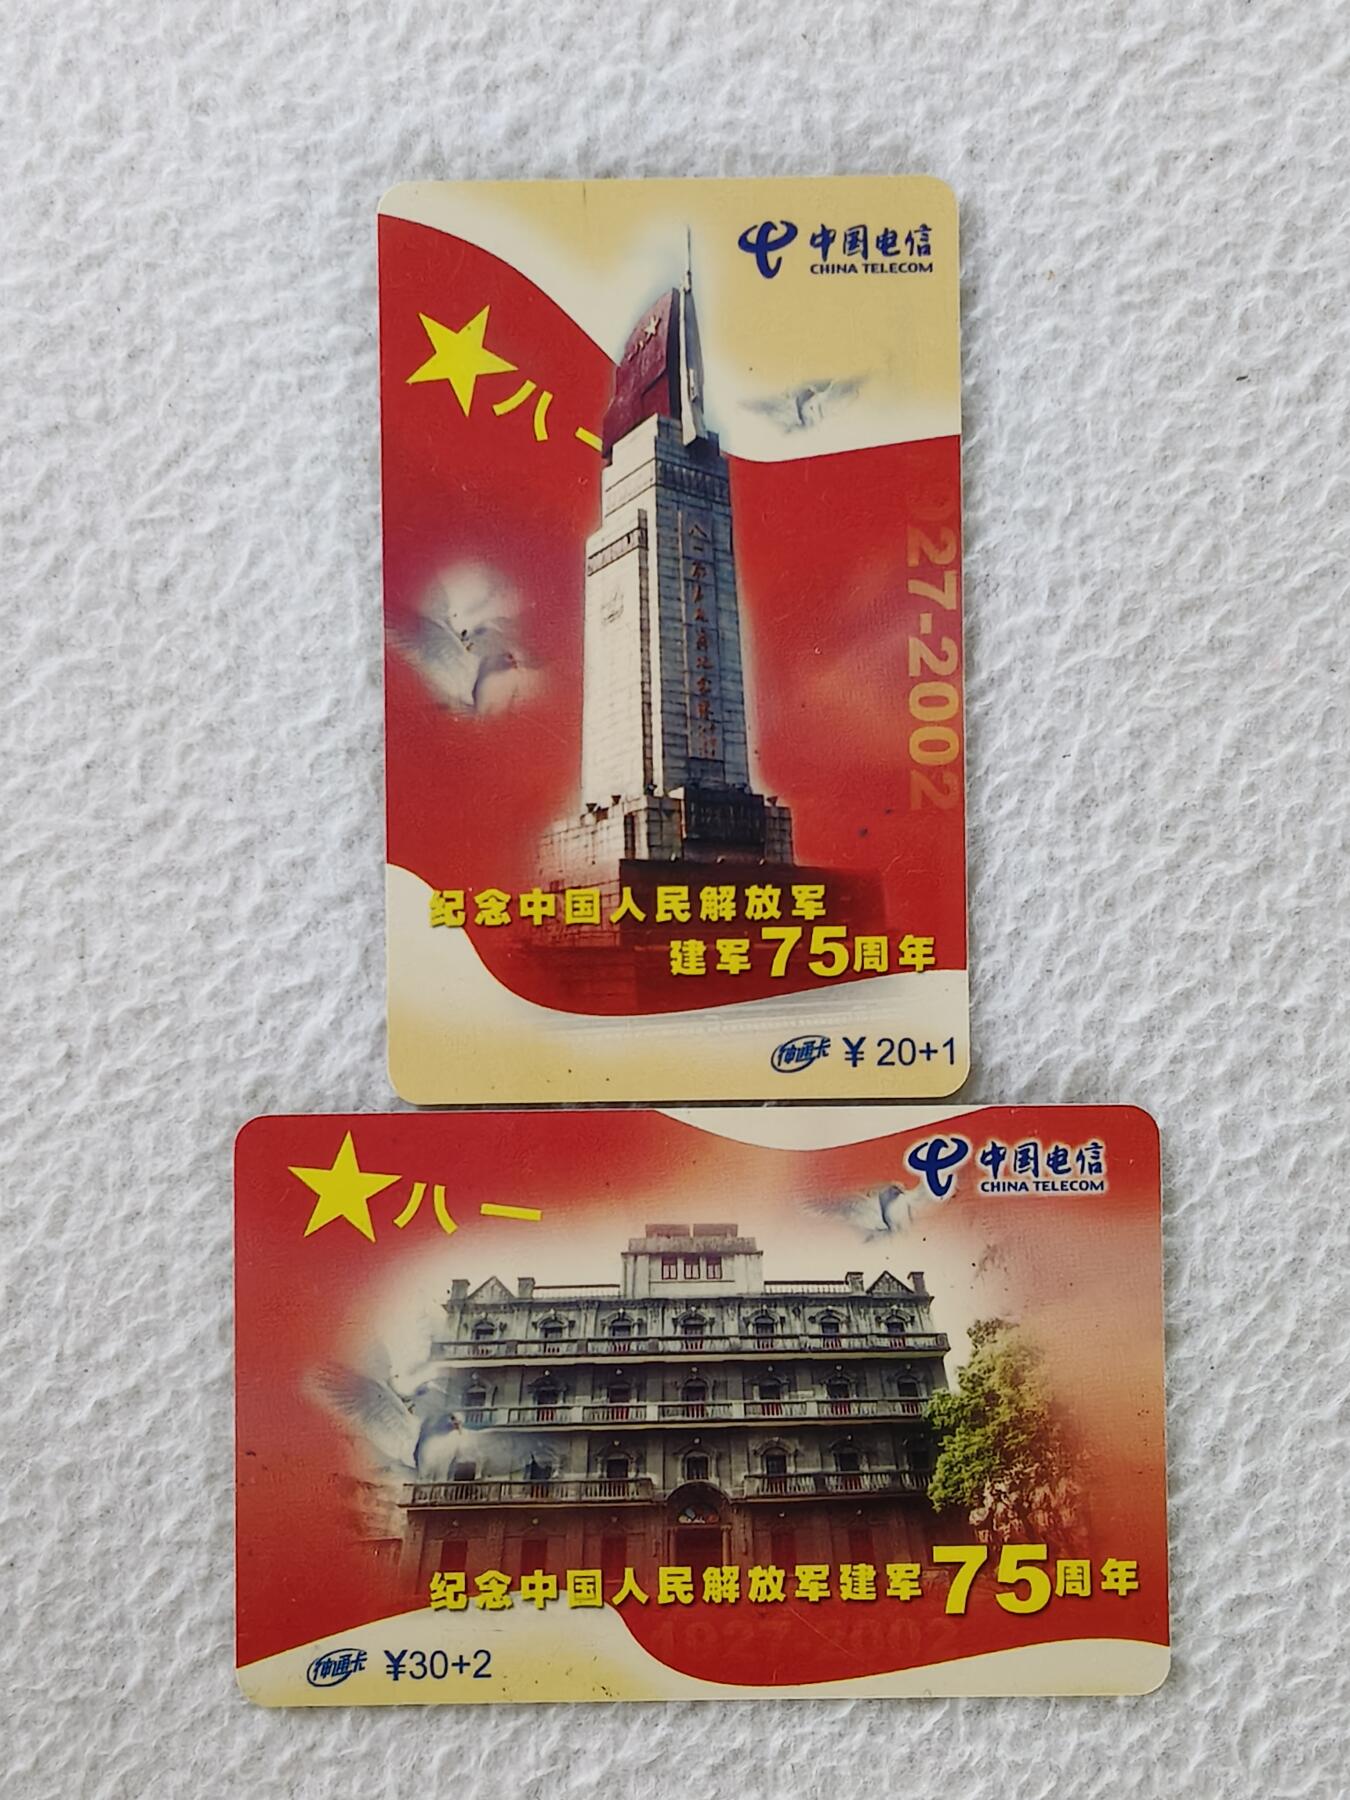 中国电信
CHINA TELECOM
八一
27-2002
纪念中国人民解放军
建军75周年
神通卡 ¥ 20+1
中国电信
CHINA TELECOM
八一
纪念中国人民解放军建军75周年
1927-2002
神通卡 ¥30+2